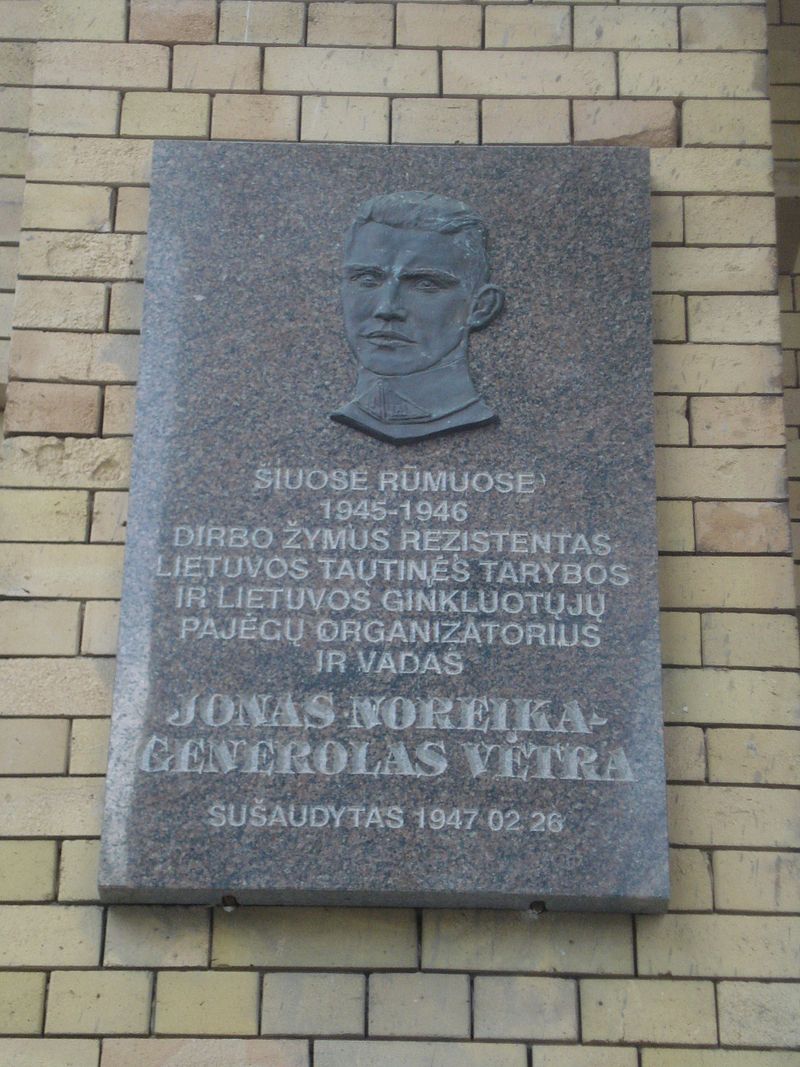 ŠIUOSE RŪMUOSE
1945-1946
DIRBO ŽYMUS REZISTENTAS
LIETUVOS TAUTINĖS TARYBOS
IR LIETUVOS GINKLUOTŲJŲ
PAJĖGŲ ORGANIZATORIUS
IR VADAS
JONAS NOREIKA-
GENEROLAS VĖTRA
SUŠAUDYTAS 1947 02 26